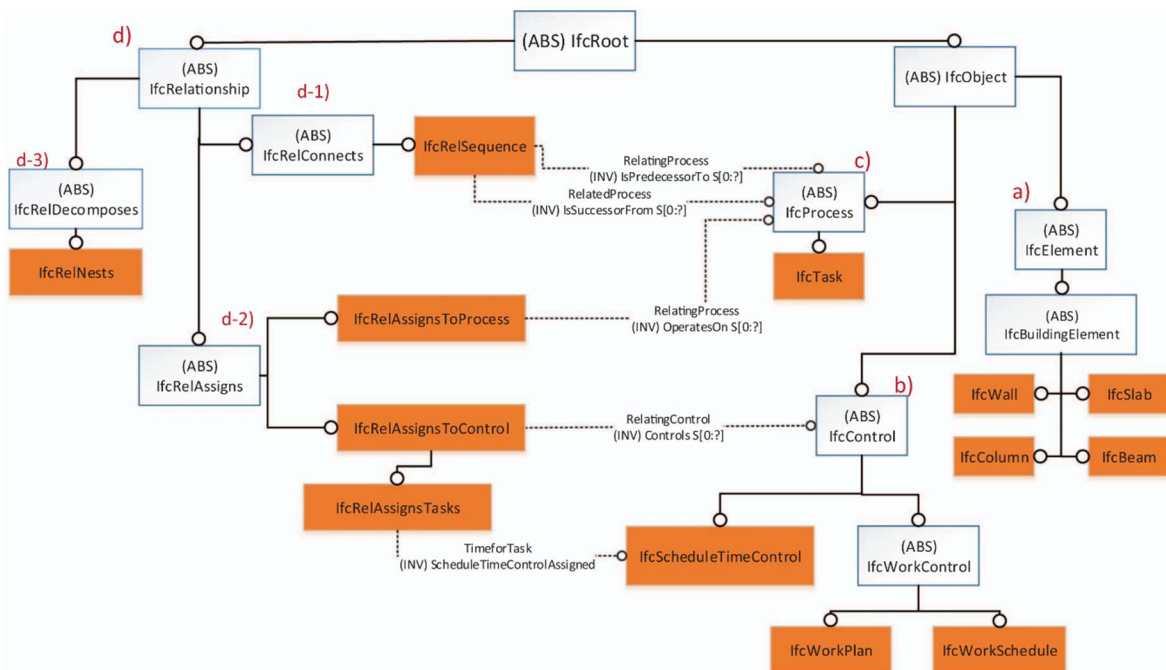 (ABS) IfcRoot
d)
(ABS)
IfcRelationship
(ABS) IfcObject
d-1)
(ABS)
IfcRelConnects
IfcRelSequence
RelatingProcess
(INV) IsPredecessorTo S[0:?]
RelatedProcess
(INV) IsSuccessorFrom S[0:?]
c)
(ABS)
IfcProcess
IfcTask
d-3)
(ABS)
IfcRelDecomposes
IfcRelNests
a)
(ABS)
IfcElement
(ABS)
IfcBuildingElement
IfcWall
IfcSlab
IfcColumn
IfcBeam
d-2)
(ABS)
IfcRelAssigns
IfcRelAssignsToProcess
RelatingProcess
(INV) OperatesOn S[0:?]
IfcRelAssignsToControl
RelatingControl
(INV) Controls S[0:?]
b)
(ABS)
IfcControl
IfcRelAssignsTasks
TimeforTask
(INV) ScheduleTimeControlAssigned
IfcScheduleTimeControl
(ABS)
IfcWorkControl
IfcWorkPlan
IfcWorkSchedule